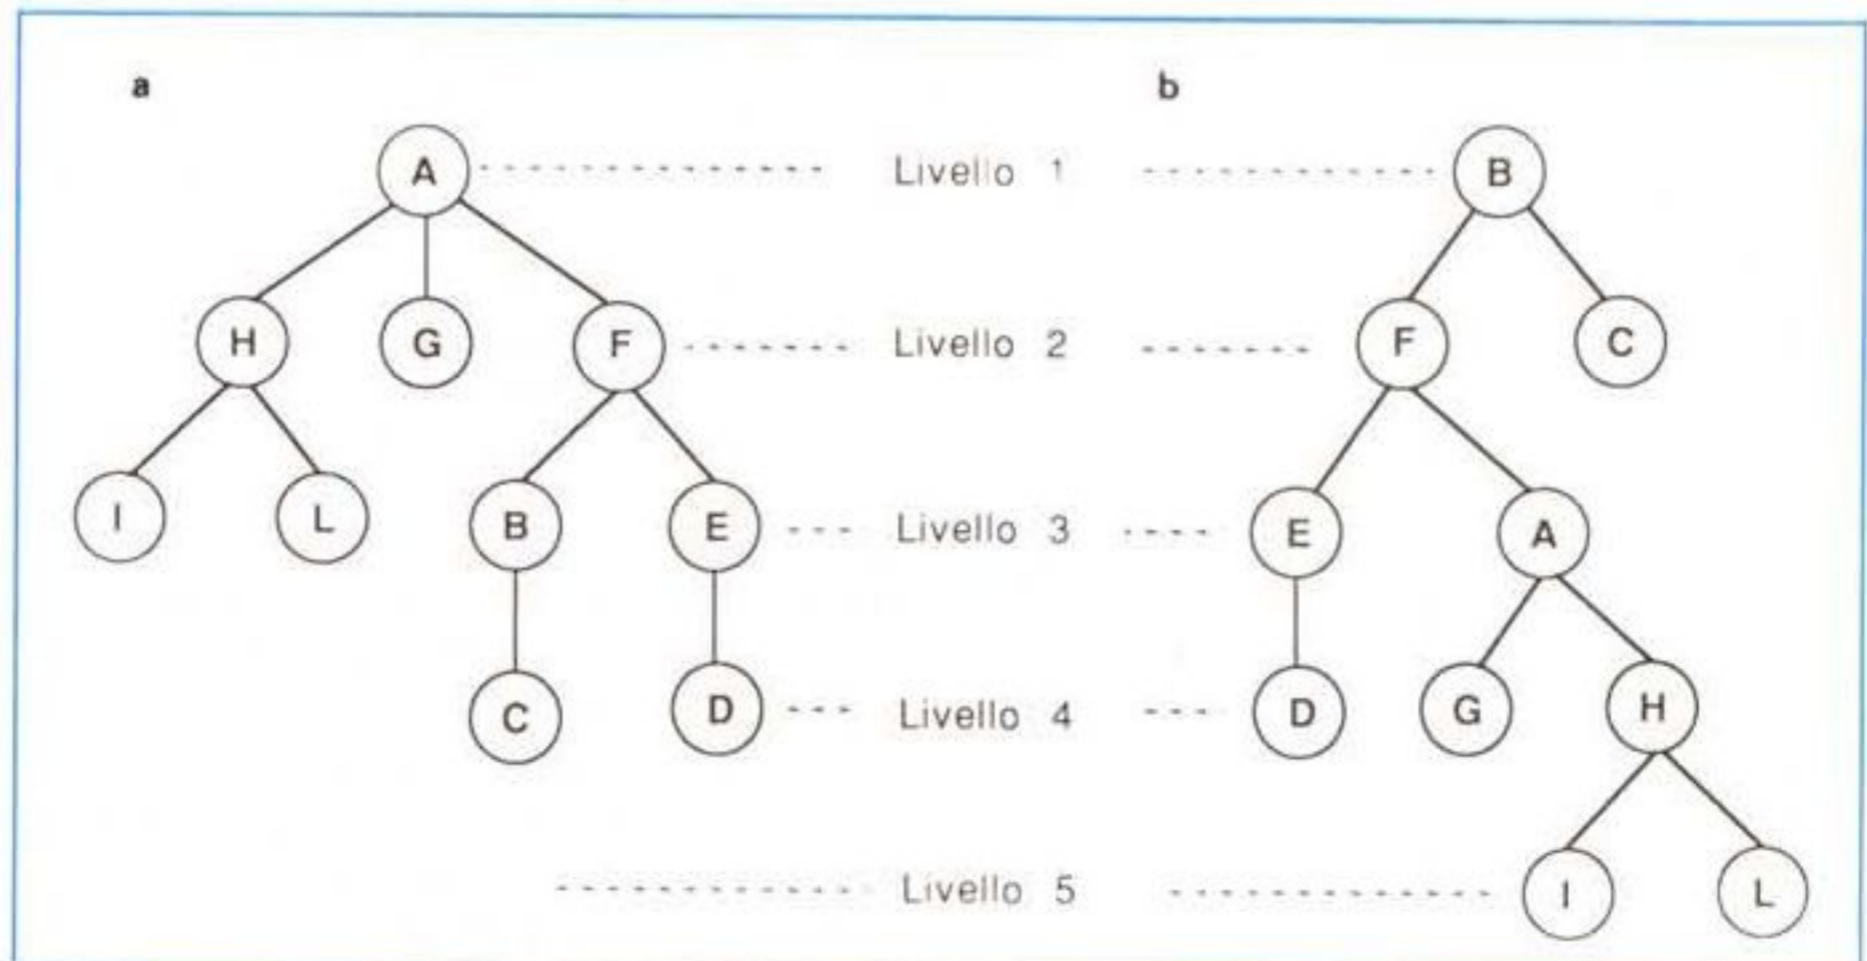 a b
A Livello 1 B
H G F Livello 2 F C
I L B E Livello 3 E A
C D Livello 4 D G H
Livello 5 I L